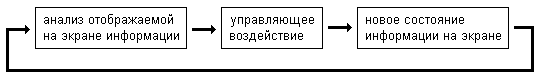 анализ отображаемой
на экране информации
управляющее
воздействие
новое состояние
информации на экране